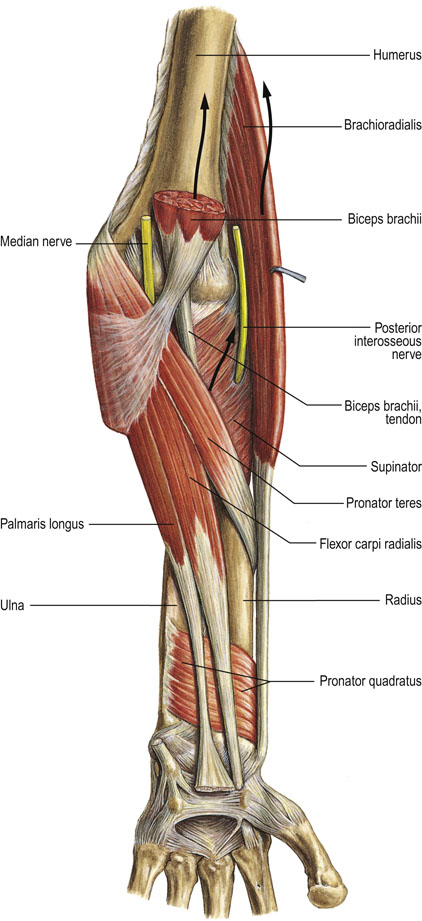 Humerus
Brachioradialis
Biceps brachii
Median nerve
Posterior
interosseous
nerve
Biceps brachii,
tendon
Supinator
Pronator teres
Palmaris longus
Flexor carpi radialis
Ulna
Radius
Pronator quadratus